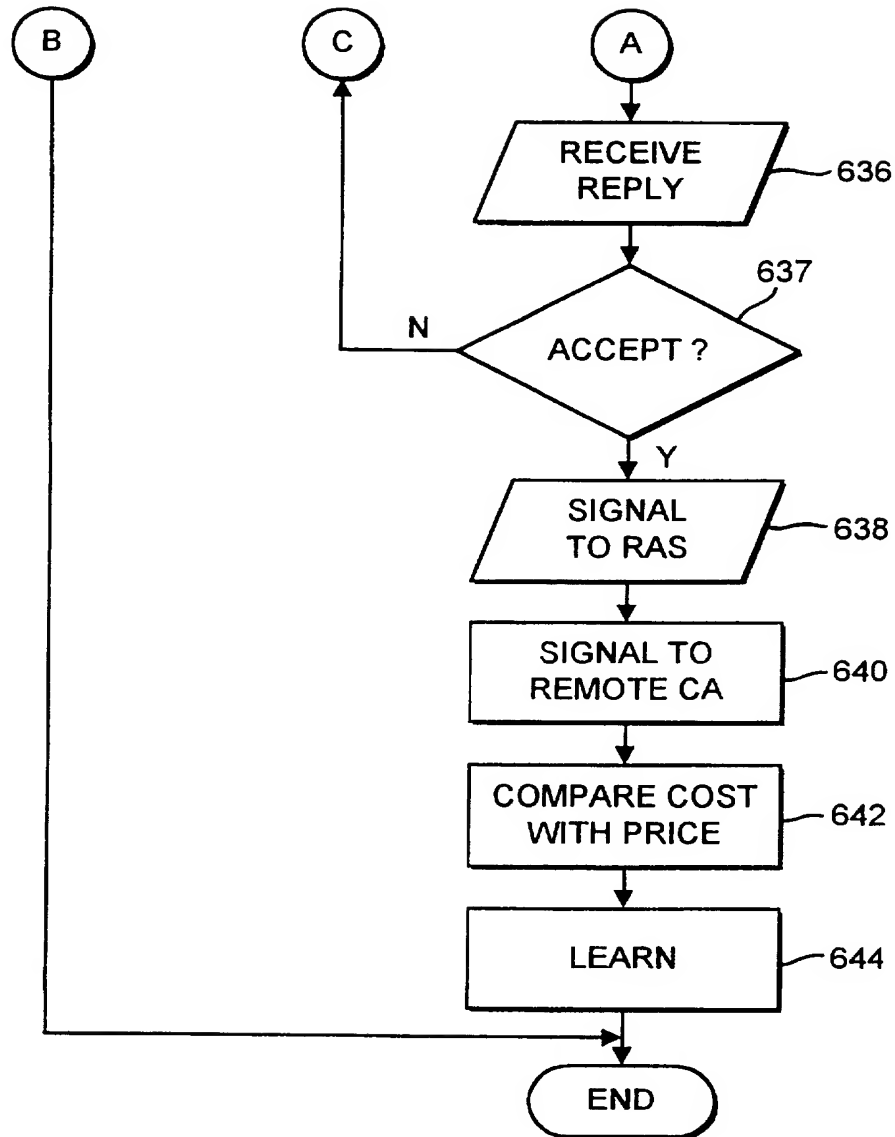 B
C
A
RECEIVE
REPLY
636
637
N
ACCEPT ?
Y
SIGNAL
TO RAS
638
SIGNAL TO
REMOTE CA
640
COMPARE COST
WITH PRICE
642
LEARN
644
END